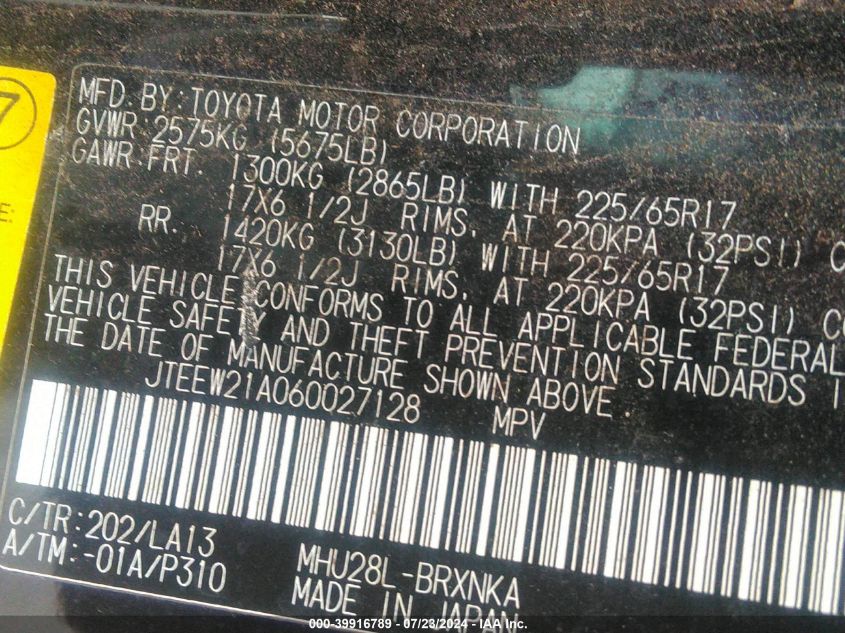 7
E:
MFD. BY: TOYOTA MOTOR CORPORATION
GVWR 2575KG (5675LB)
GAWR FRT. 1300KG (2865LB) WITH 225/65R17
17X6 1/2J RIMS, AT 220KPA (32PSI) C
RR. 1420KG (3130LB) WITH 225/65R17
17X6 1/2J RIMS, AT 220KPA (32PSI) CO
THIS VEHICLE CONFORMS TO ALL APPLICABLE FEDERAL
VEHICLE SAFETY AND THEFT PREVENTION STANDARDS I
THE DATE OF MANUFACTURE SHOWN ABOVE
JTEEW21A060027128 MPV
C/TR: 202/LA13
A/TM: -01A/P310
MHU28L-BRXNKA
MADE IN JAPAN
000-39916789 - 07/23/2024 - IAA Inc.